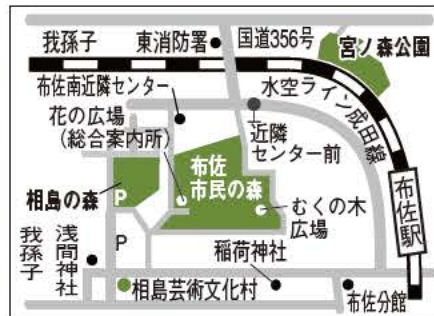 我孫子
東消防署
国道356号
宮ノ森公園
布佐南近隣センター
水空ライン成田線
花の広場
(総合案内所)
近隣
センター前
布佐
市民の森
布佐駅
相島の森
P
むくの木
広場
P
我孫子
浅間神社
稲荷神社
相島芸術文化村
布佐分館